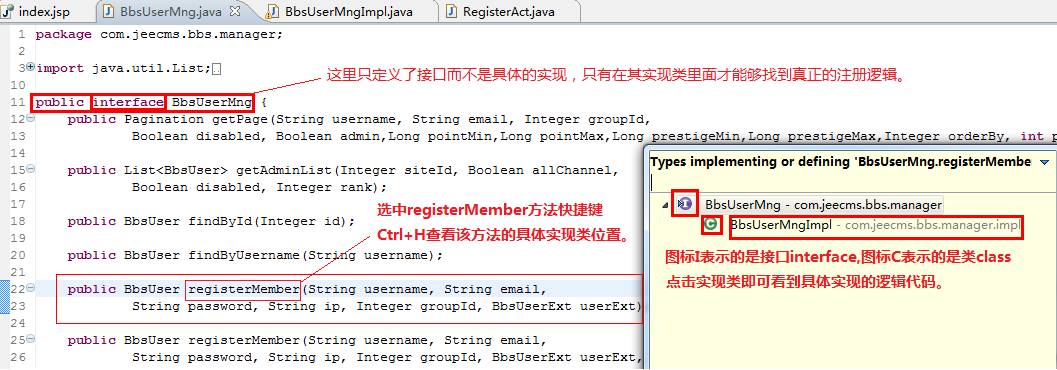 index.jsp BbsUserMng.java BbsUserMngImpl.java RegisterAct.java
1 package com.jeecms.bbs.manager;
2
3 import java.util.List;
10 这里只定义了接口而不是具体的实现，只有在其实现类里面才能够找到真正的注册逻辑。
11 public interface BbsUserMng {
12 public Pagination getPage(String username, String email, Integer groupId,
13 Boolean disabled, Boolean admin,Long pointMin,Long pointMax,Long prestigeMin,Long prestigeMax,Integer orderBy, int p
14
15 public List<BbsUser> getAdminList(Integer siteId, Boolean allChannel,
16 Boolean disabled, Integer rank);
17
18 public BbsUser findById(Integer id);
19
20 public BbsUser findByUsername(String username);
21
22 public BbsUser registerMember(String username, String email,
23 String password, String ip, Integer groupId, BbsUserExt userExt)
24
25 public BbsUser registerMember(String username, String email,
26 String password, String ip, Integer groupId, BbsUserExt userExt,
选中registerMember方法快捷键
Ctrl+H查看该方法的具体实现类位置。
Types implementing or defining 'BbsUserMng.registerMembe
I BbsUserMng - com.jeecms.bbs.manager
C BbsUserMngImpl - com.jeecms.bbs.manager.impl
图标I表示的是接口interface,图标C表示的是类class
点击实现类即可看到具体实现的逻辑代码。